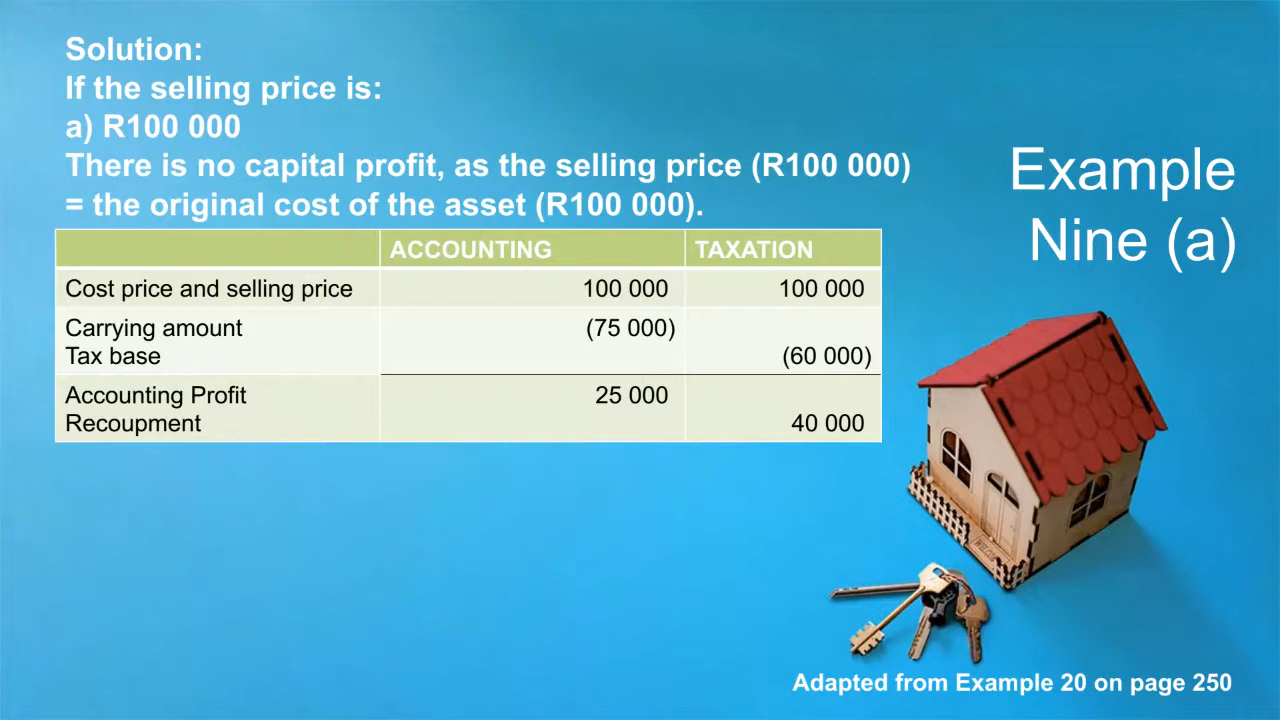 Solution:
If the selling price is:
a) R100 000
There is no capital profit, as the selling price (R100 000)
= the original cost of the asset (R100 000).
Example
Nine (a)
ACCOUNTING TAXATION
Cost price and selling price 100 000 100 000
Carrying amount (75 000)
Tax base (60 000)
Accounting Profit 25 000
Recoupment 40 000
Adapted from Example 20 on page 250